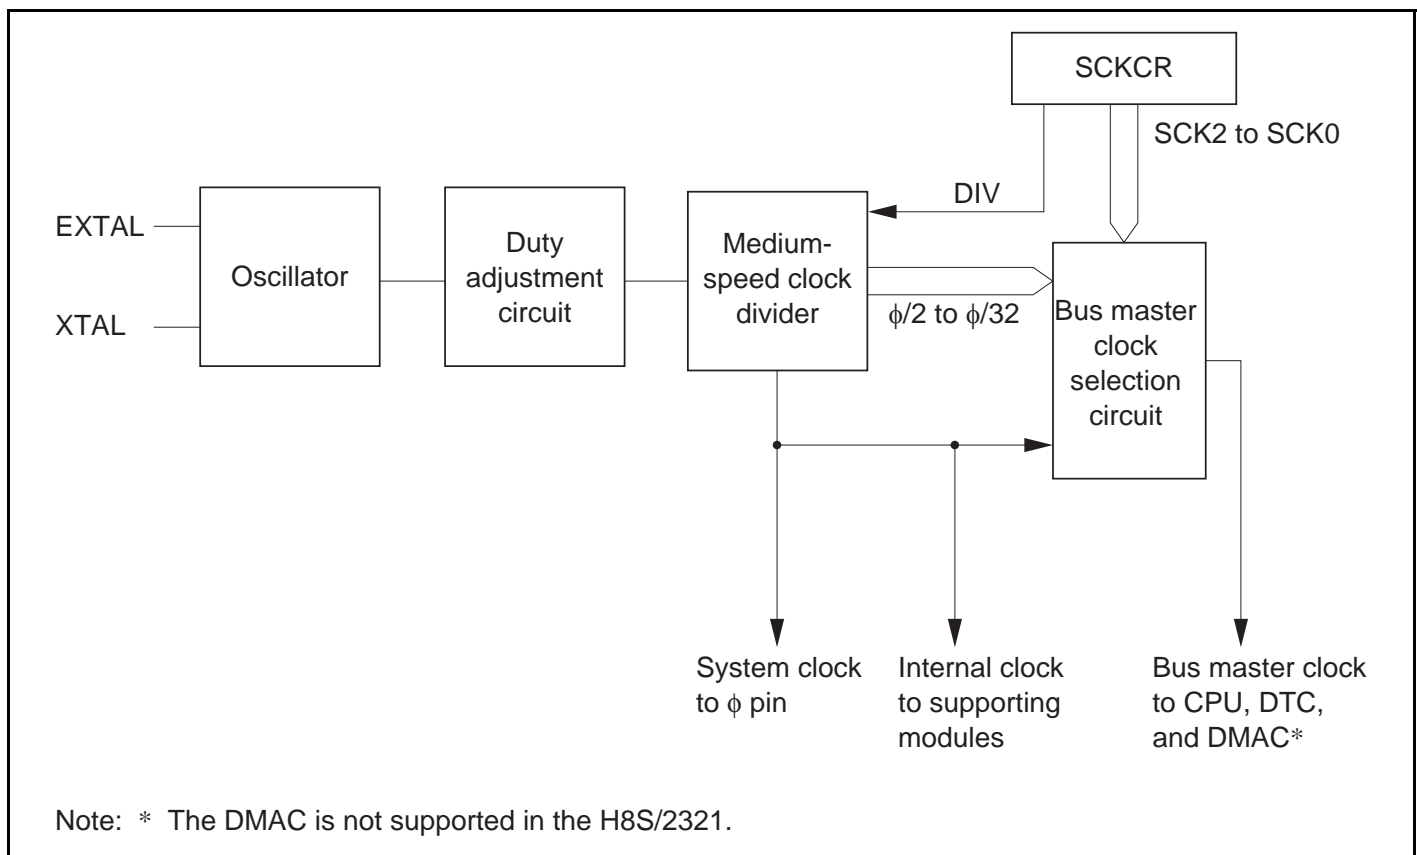 SCKCR
SCK2 to SCK0
DIV
EXTAL
XTAL
Oscillator
Duty
adjustment
circuit
Medium-
speed clock
divider
ϕ/2 to ϕ/32
Bus master
clock
selection
circuit
System clock
to ϕ pin
Internal clock
to supporting
modules
Bus master clock
to CPU, DTC,
and DMAC*
Note: * The DMAC is not supported in the H8S/2321.